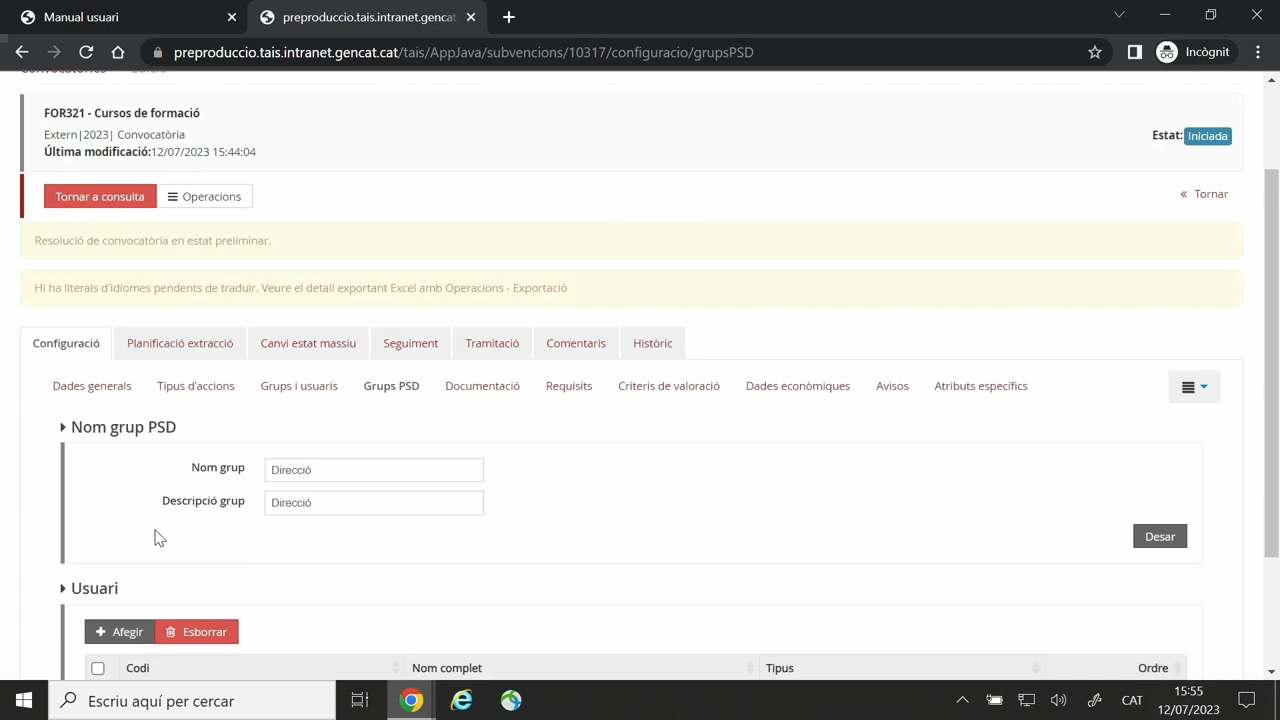 Manual usuari
preproduccio.tais.intranet.gencat
preproduccio.tais.intranet.gencat.cat/tais/AppJava/subvencions/10317/configuracio/grupsPSD
Incògnit
Convocatòries Edició
FOR321 - Cursos de formació
Extern|2023| Convocatòria
Última modificació:12/07/2023 15:44:04
Estat: Iniciada
Tornar a consulta Operacions
« Tornar
Resolució de convocatòria en estat preliminar.
Hi ha literals d'idiomes pendents de traduir. Veure el detall exportant Excel amb Operacions - Exportació
Configuració Planificació extracció Canvi estat massiu Seguiment Tramitació Comentaris Històric
Dades generals Tipus d'accions Grups i usuaris Grups PSD Documentació Requisits Criteris de valoració Dades econòmiques Avisos Atributs específics
Nom grup PSD
Nom grup Direcció
Descripció grup Direcció
Desar
Usuari
Afegir Esborrar
Codi Nom complet Tipus Ordre
Escriu aquí per cercar
CAT
15:55
12/07/2023